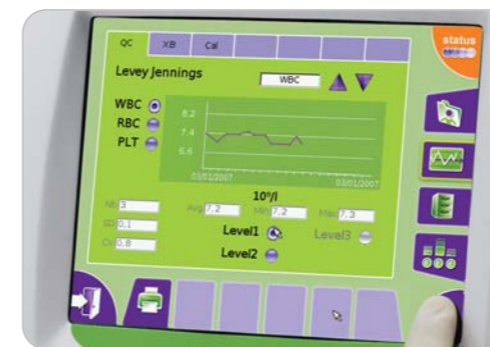 status
QC XB Cal
Levey Jennings WBC
WBC
RBC
PLT
8.2
7.4
6.6
03/01/2007 03/01/2007
10⁹/l
Nb 3 Avg 7,2 Min 7,2 Max 7,3
SD 0,1
CV 0,8
Level1 Level3
Level2